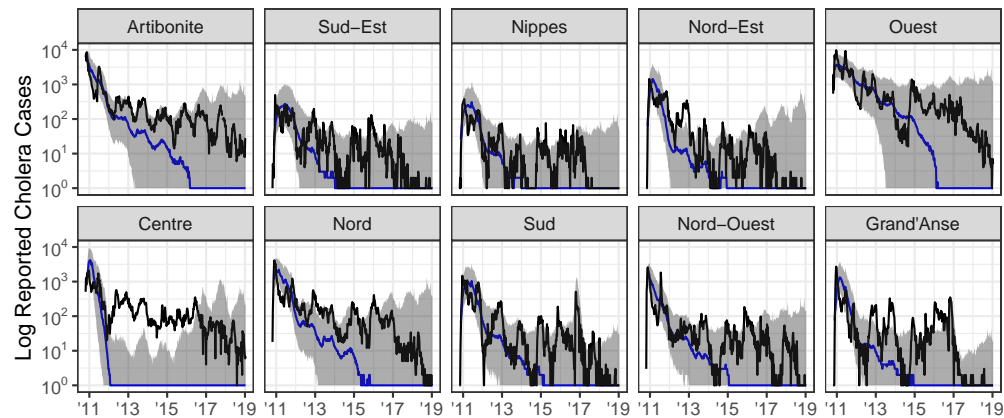 Artibonite Sud−Est Nippes Nord−Est Ouest
10^4
10^3
10^2
10^1
10^0
Centre Nord Sud Nord−Ouest Grand'Anse
10^4
10^3
10^2
10^1
10^0
'11 '13 '15 '17 '19 '11 '13 '15 '17 '19 '11 '13 '15 '17 '19 '11 '13 '15 '17 '19 '11 '13 '15 '17 '19
Log Reported Cholera Cases